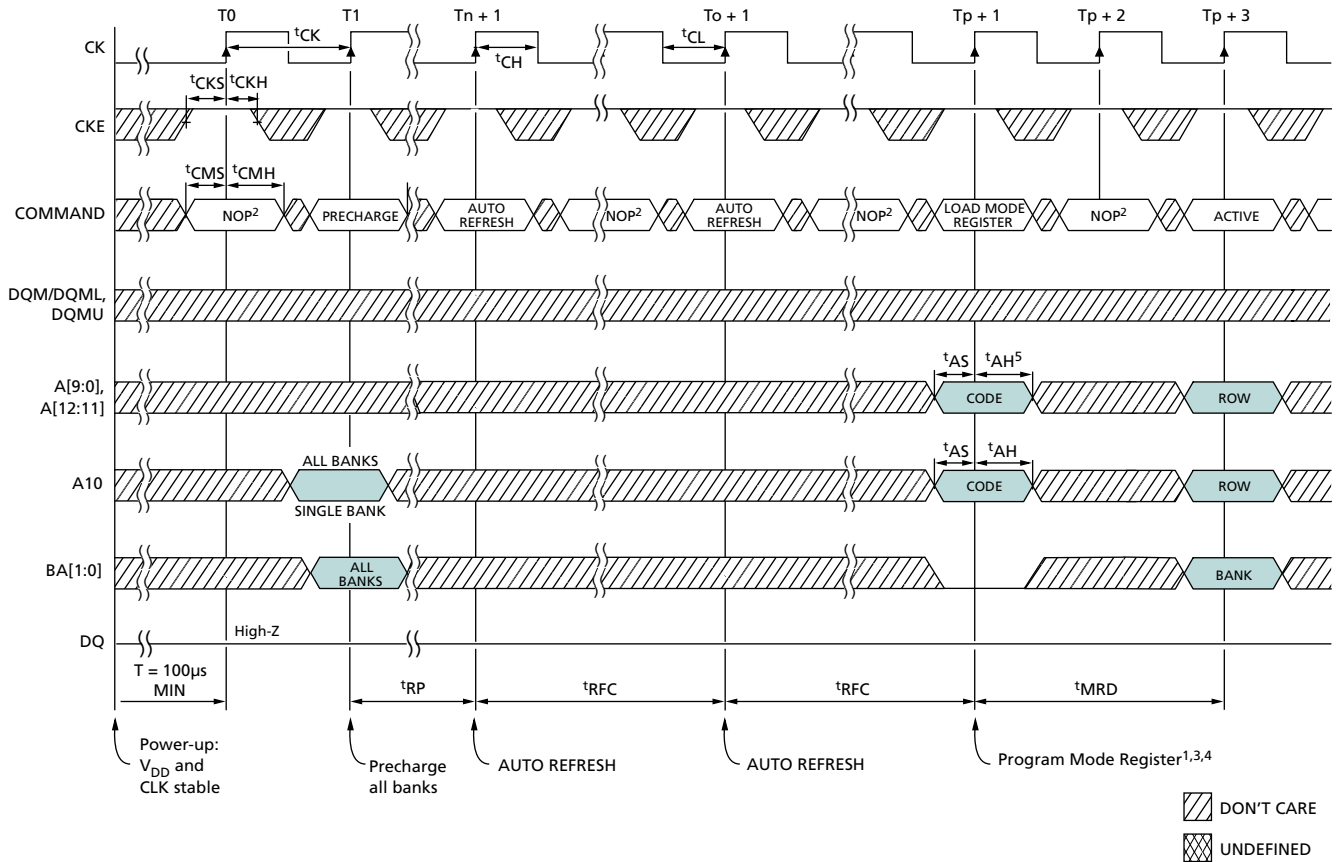 T0 T1 Tn + 1 To + 1 Tp + 1 Tp + 2 Tp + 3
CK tCK tCH tCL
tCKS tCKH
CKE
tCMS tCMH
COMMAND NOP2 PRECHARGE AUTO REFRESH NOP2 AUTO REFRESH NOP2 LOAD MODE REGISTER NOP2 ACTIVE
DQM/DQML,
DQMU
tAS tAH5
A[9:0],
A[12:11] CODE ROW
ALL BANKS tAS tAH
A10 CODE ROW
SINGLE BANK
BA[1:0] ALL BANKS BANK
High-Z
DQ
T = 100µs
MIN tRP tRFC tRFC tMRD
Power-up:
VDD and
CLK stable
Precharge
all banks
AUTO REFRESH
AUTO REFRESH
Program Mode Register1,3,4
DON'T CARE
UNDEFINED